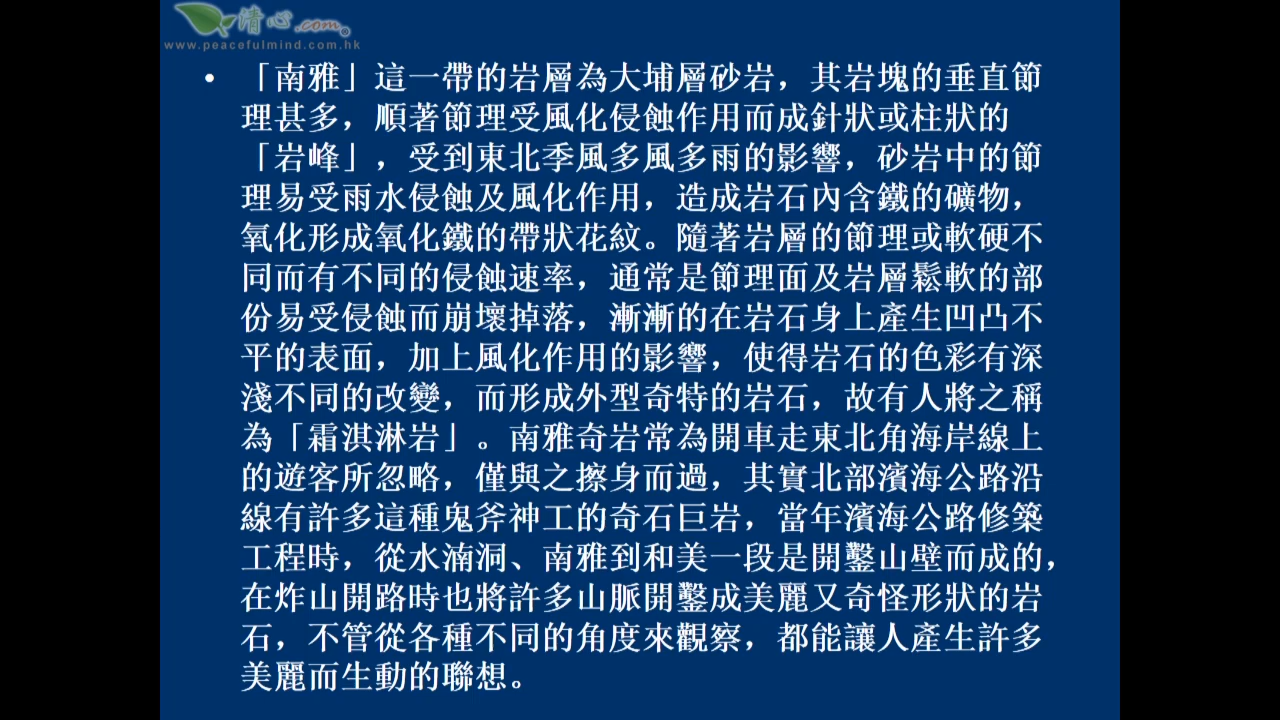 清心.com
www.peacefulmind.com.hk
• 「南雅」這一帶的岩層為大埔層砂岩，其岩塊的垂直節
理甚多，順著節理受風化侵蝕作用而成針狀或柱狀的
「岩峰」，受到東北季風多風多雨的影響，砂岩中的節
理易受雨水侵蝕及風化作用，造成岩石內含鐵的礦物，
氧化形成氧化鐵的帶狀花紋。隨著岩層的節理或軟硬不
同而有不同的侵蝕速率，通常是節理面及岩層鬆軟的部
份易受侵蝕而崩壞掉落，漸漸的在岩石身上產生凹凸不
平的表面，加上風化作用的影響，使得岩石的色彩有深
淺不同的改變，而形成外型奇特的岩石，故有人將之稱
為「霜淇淋岩」。南雅奇岩常為開車走東北角海岸線上
的遊客所忽略，僅與之擦身而過，其實北部濱海公路沿
線有許多這種鬼斧神工的奇石巨岩，當年濱海公路修築
工程時，從水湳洞、南雅到和美一段是開鑿山壁而成的，
在炸山開路時也將許多山脈開鑿成美麗又奇怪形狀的岩
石，不管從各種不同的角度來觀察，都能讓人產生許多
美麗而生動的聯想。